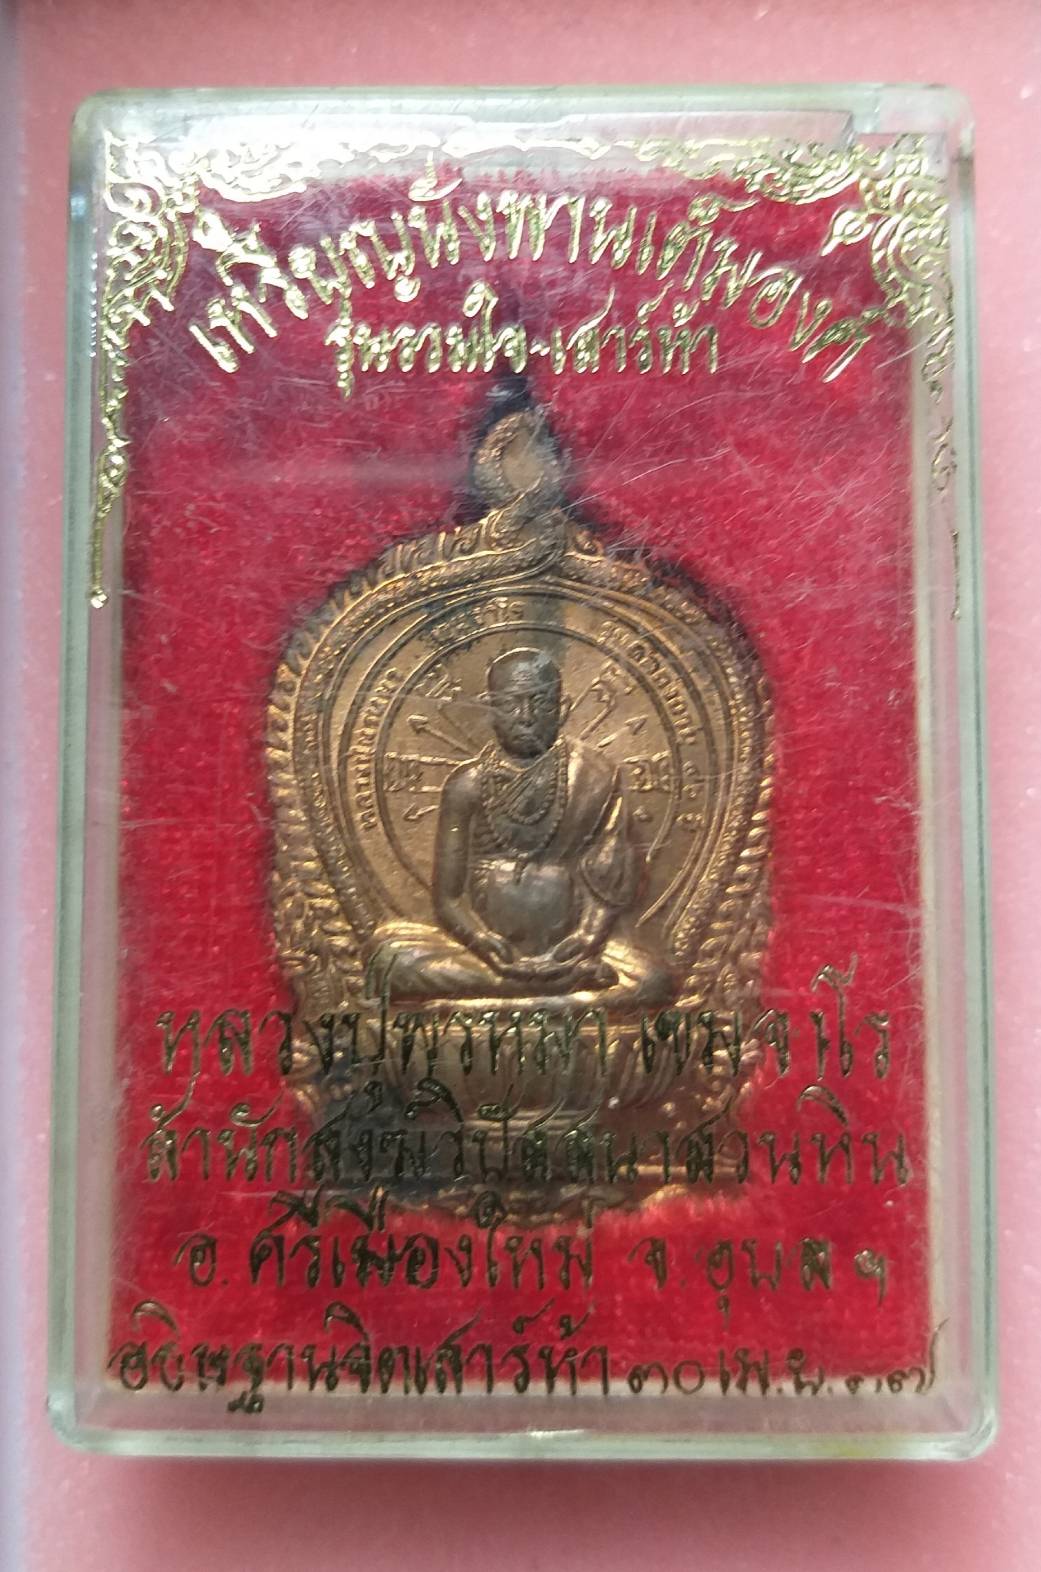 เหรียญนั่งพานเต็มองค์
รุ่นรวมใจ-เสาร์ห้า
หลวงปู่พรหมา เขมจาโร
สำนักสงฆ์วิปัสสนาสวนหิน
อ. ศรีเมืองใหม่ จ. อุบลฯ
อธิษฐานจิตเสาร์ห้า ๓๐ เม.ย. ๓๗